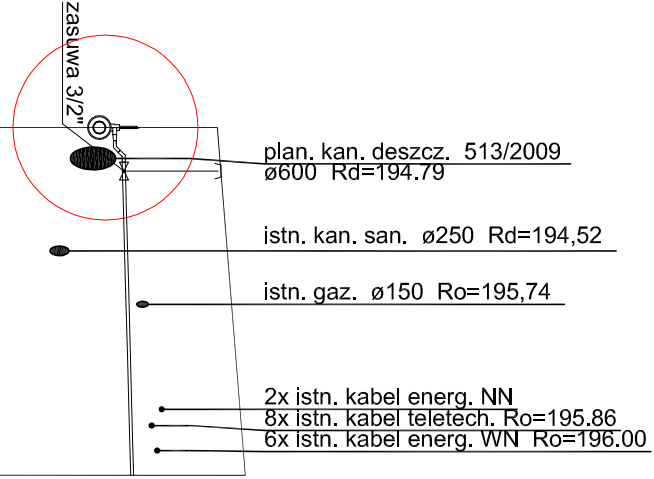 zasuwa 3/2"
plan. kan. deszcz. 513/2009
ø600 Rd=194.79
istn. kan. san. ø250 Rd=194,52
istn. gaz. ø150 Ro=195,74
2x istn. kabel energ. NN
8x istn. kabel teletech. Ro=195.86
6x istn. kabel energ. WN Ro=196.00